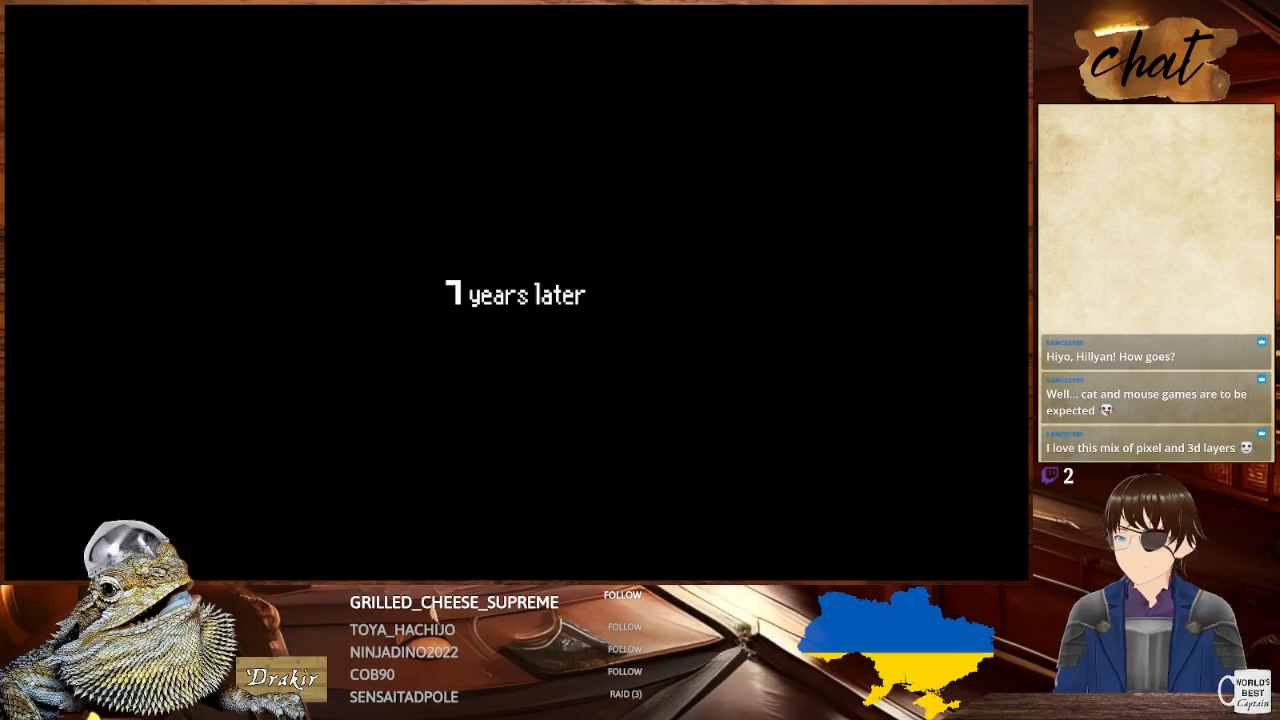 chat
7 years later
Hiyo, Hillyan! How goes?
Well... cat and mouse games are to be
expected
I love this mix of pixel and 3d layers
2
GRILLED_CHEESE_SUPREME FOLLOW
TOYA_HACHIJO FOLLOW
NINJADINO2022 FOLLOW
COB90 FOLLOW
SENSAITADPOLE RAID (3)
Drakir
WORLD'S
BEST
Captain